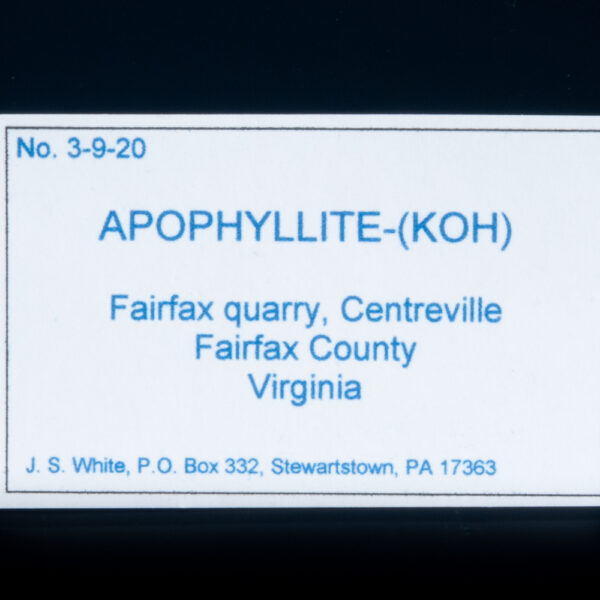 No. 3-9-20
APOPHYLLITE-(KOH)
Fairfax quarry, Centreville
Fairfax County
Virginia
J. S. White, P.O. Box 332, Stewartstown, PA 17363